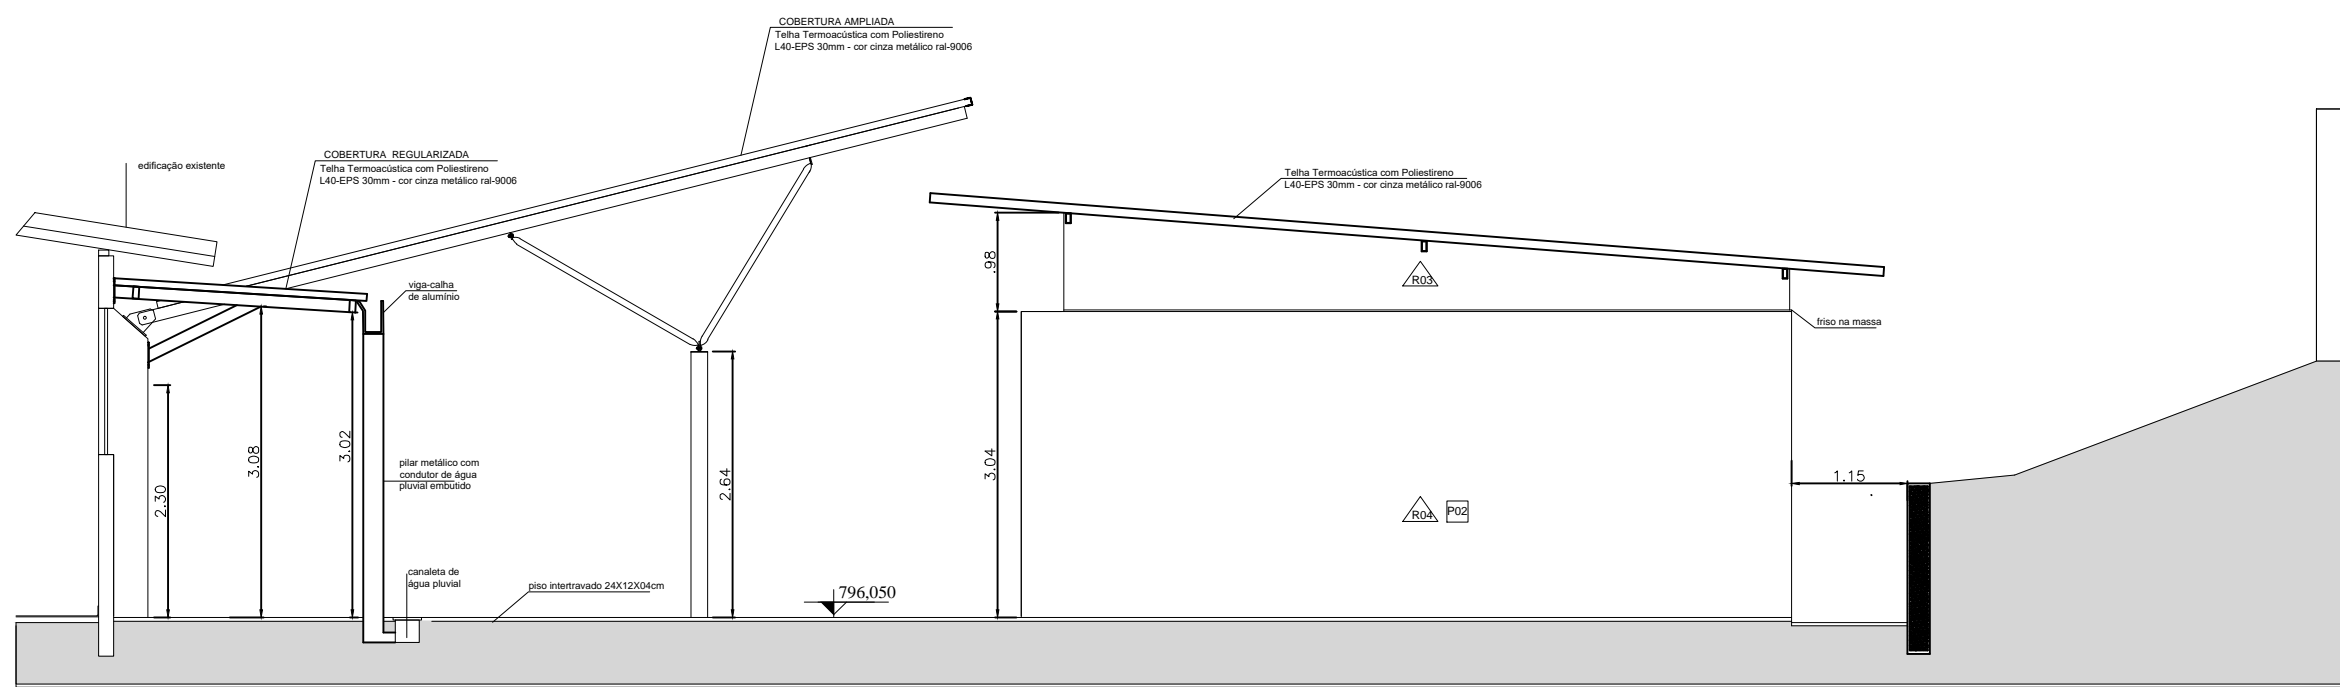 COBERTURA AMPLIADA
Telha Termoacústica com Poliestireno
L40-EPS 30mm - cor cinza metálico ral-9006
edificação existente
COBERTURA REGULARIZADA
Telha Termoacústica com Poliestireno
L40-EPS 30mm - cor cinza metálico ral-9006
Telha Termoacústica com Poliestireno
L40-EPS 30mm - cor cinza metálico ral-9006
viga-calha
de alumínio
.98
R03
friso na massa
2.30
3.08
3.02
pilar metálico com
condutor de água
pluvial embutido
2.64
3.04
1.15
R04
P02
canaleta de
água pluvial
piso intertravado 24X12X04cm
796,050